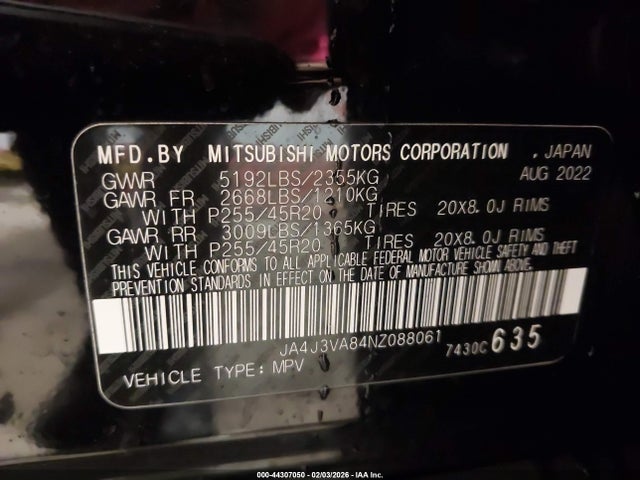 MFD.BY MITSUBISHI MOTORS CORPORATION . JAPAN
GVWR 5192LBS/2355KG AUG 2022
GAWR FR 2668LBS/1210KG
WITH P255/45R20 TIRES 20X8.0J RIMS
GAWR RR 3009LBS/1365KG
WITH P255/45R20 TIRES 20X8.0J RIMS
THIS VEHICLE CONFORMS TO ALL APPLICABLE FEDERAL MOTOR VEHICLE SAFETY AND THEFT
PREVENTION STANDARDS IN EFFECT ON THE DATE OF MANUFACTURE SHOWN ABOVE.
JA4J3VA84NZ088061 7430C 635
VEHICLE TYPE: MPV
000-44307050 - 02/03/2026 - IAA Inc.